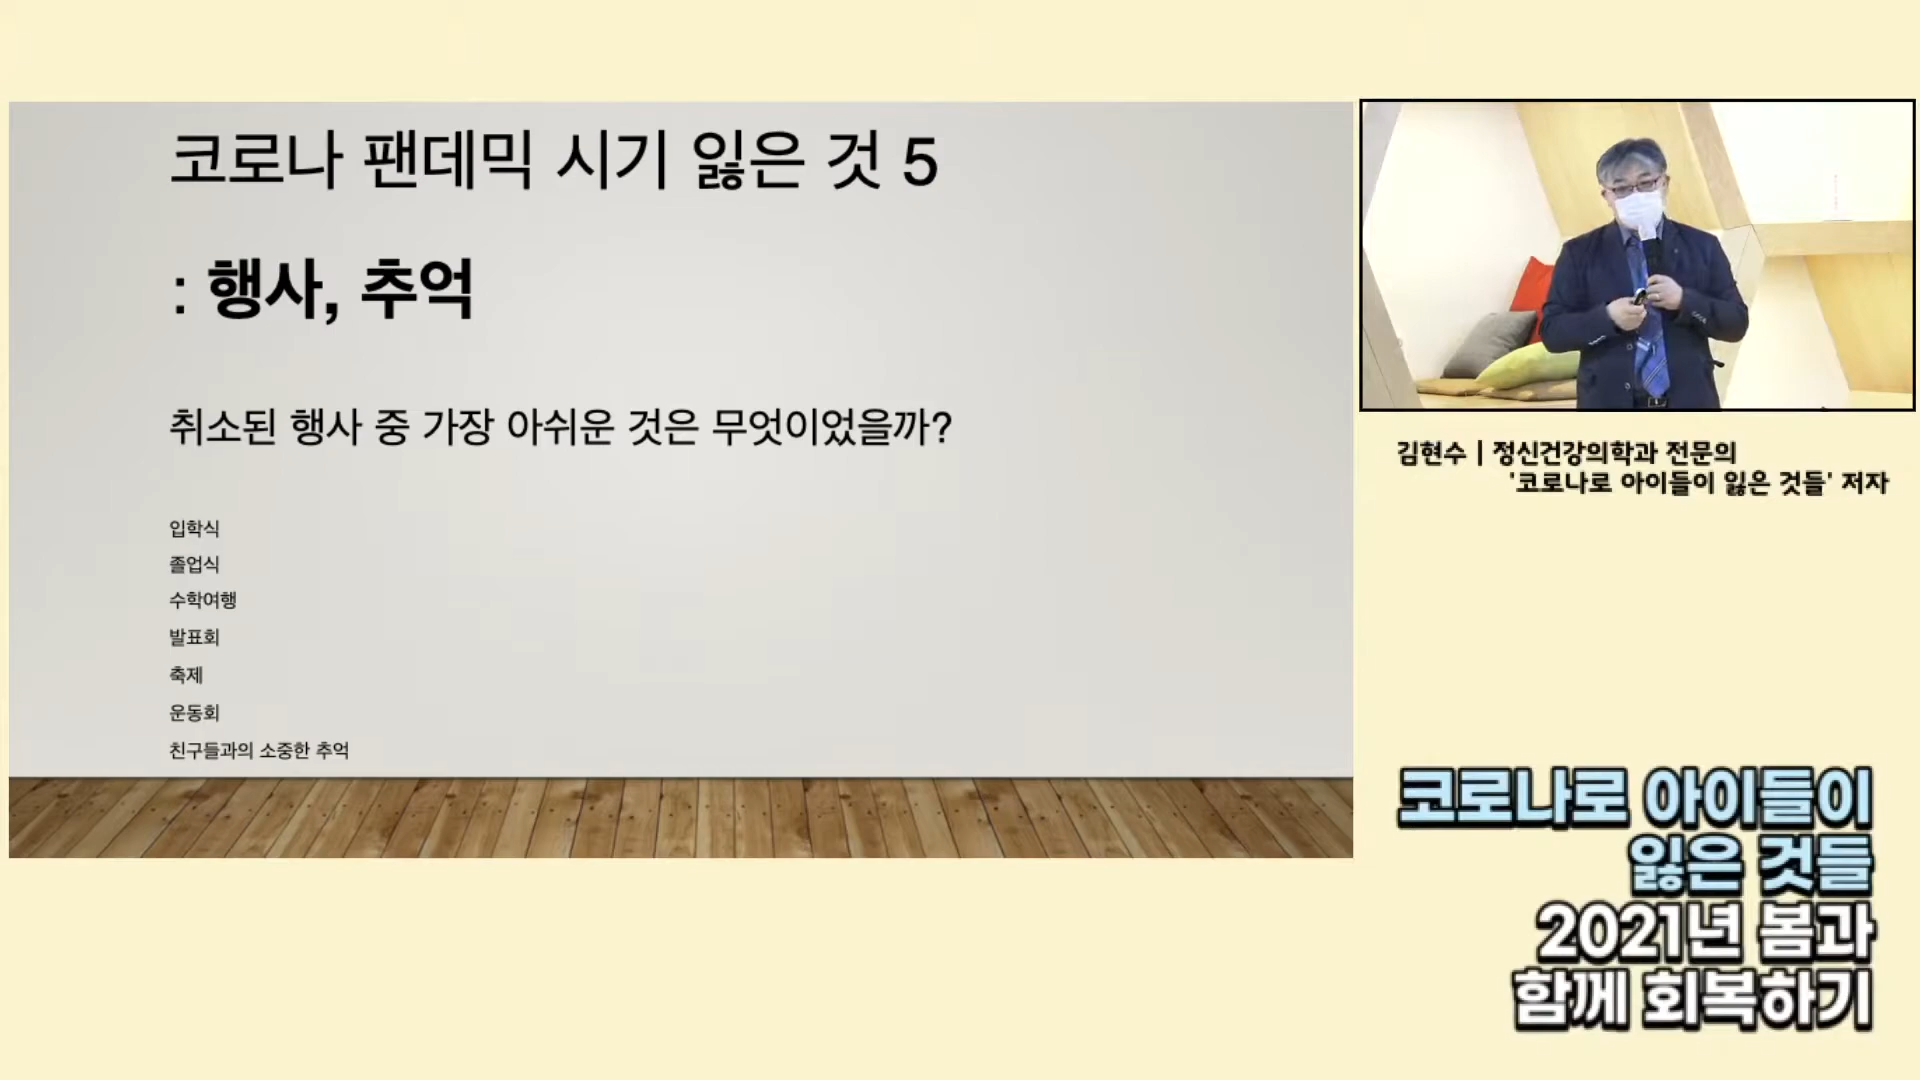 코로나 팬데믹 시기 잃은 것 5
: 행사, 추억
취소된 행사 중 가장 아쉬운 것은 무엇이었을까?
입학식
졸업식
수학여행
발표회
축제
운동회
친구들과의 소중한 추억
김현수 | 정신건강의학과 전문의
'코로나로 아이들이 잃은 것들' 저자
코로나로 아이들이
잃은 것들
2021년 봄과
함께 회복하기